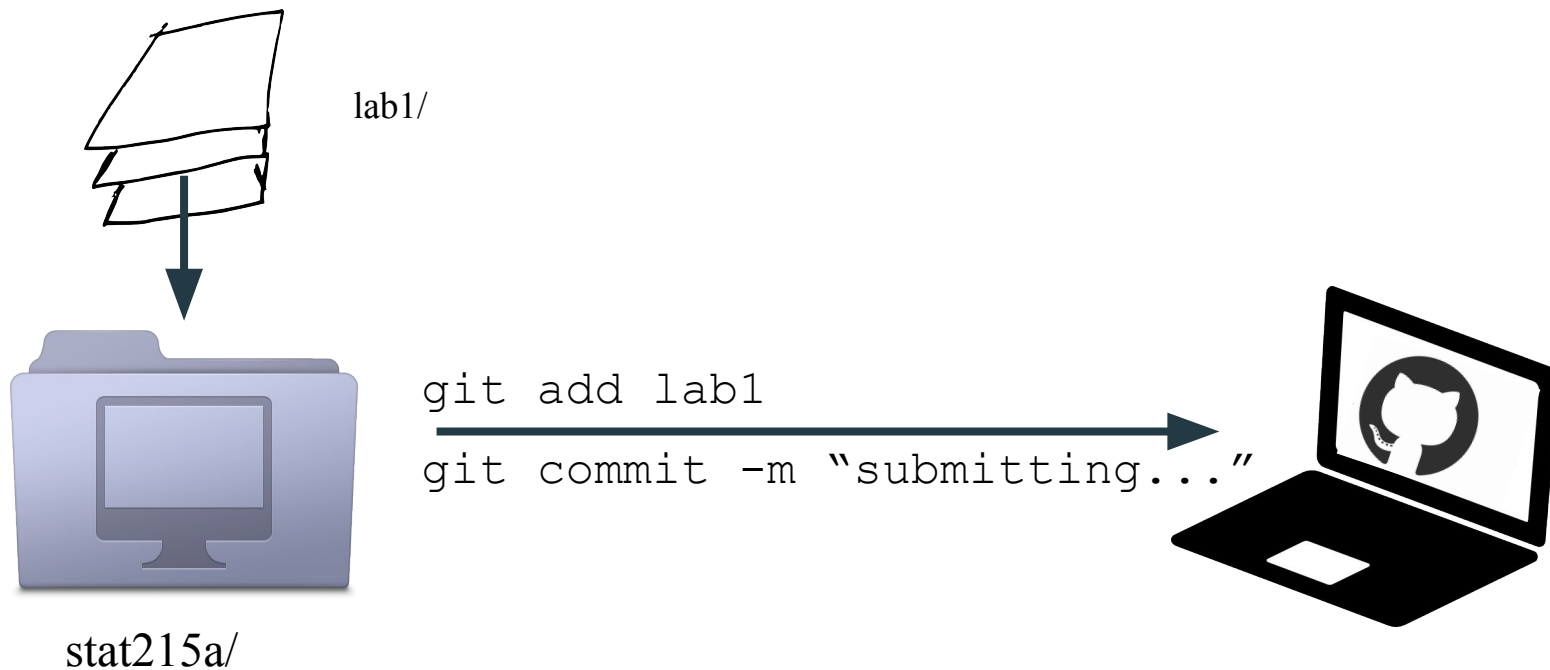 lab1/
git add lab1
git commit -m “submitting...”
stat215a/